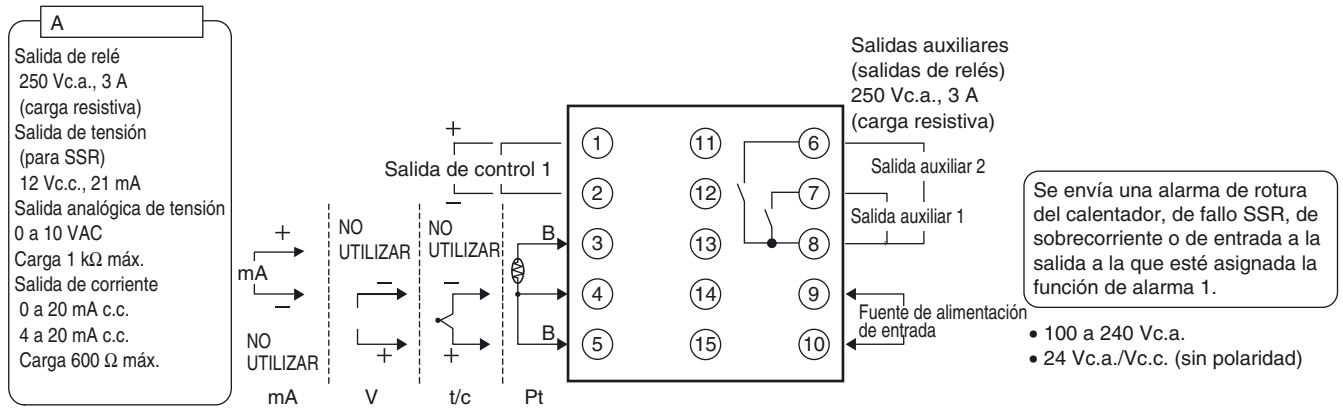 A
Salida de relé
250 Vc.a., 3 A
(carga resistiva)
Salida de tensión
(para SSR)
12 Vc.c., 21 mA
Salida analógica de tensión
0 a 10 VAC
Carga 1 kΩ máx.
Salida de corriente
0 a 20 mA c.c.
4 a 20 mA c.c.
Carga 600 Ω máx.
+
mA
−
NO
UTILIZAR
mA
NO
UTILIZAR
−
+
V
NO
UTILIZAR
−
+
t/c
B
B
Pt
+
Salida de control 1
−
1
2
3
4
5
11
12
13
14
15
6
7
8
9
10
Salidas auxiliares
(salidas de relés)
250 Vc.a., 3 A
(carga resistiva)
Salida auxiliar 2
Salida auxiliar 1
Fuente de alimentación
de entrada
Se envía una alarma de rotura
del calentador, de fallo SSR, de
sobrecorriente o de entrada a la
salida a la que esté asignada la
función de alarma 1.
• 100 a 240 Vc.a.
• 24 Vc.a./Vc.c. (sin polaridad)